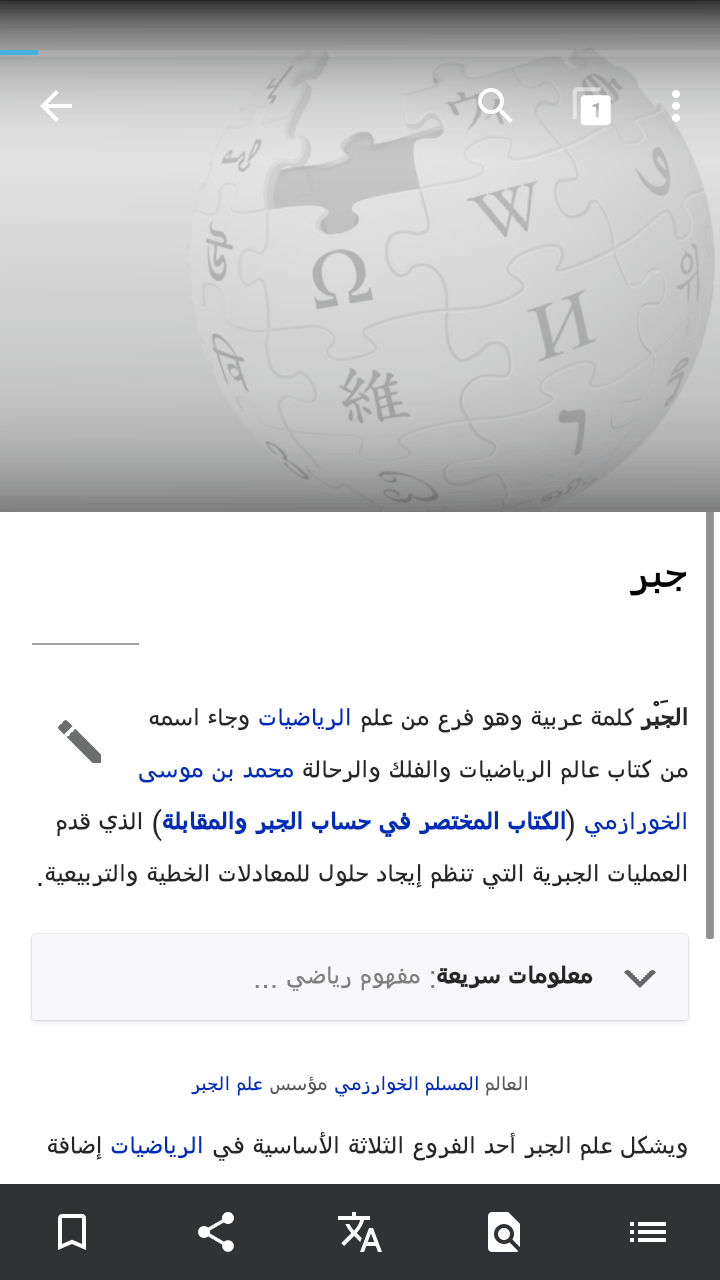 1
W
Ω
И
維
جبر
الجَبْر كلمة عربية وهو فرع من علم الرياضيات وجاء اسمه
من كتاب عالم الرياضيات والفلك والرحالة محمد بن موسى
الخورازمي (الكتاب المختصر في حساب الجبر والمقابلة) الذي قدم
العمليات الجبرية التي تنظم إيجاد حلول للمعادلات الخطية والتربيعية.
معلومات سريعة: مفهوم رياضي ...
العالم المسلم الخوارزمي مؤسس علم الجبر
ويشكل علم الجبر أحد الفروع الثلاثة الأساسية في الرياضيات إضافة